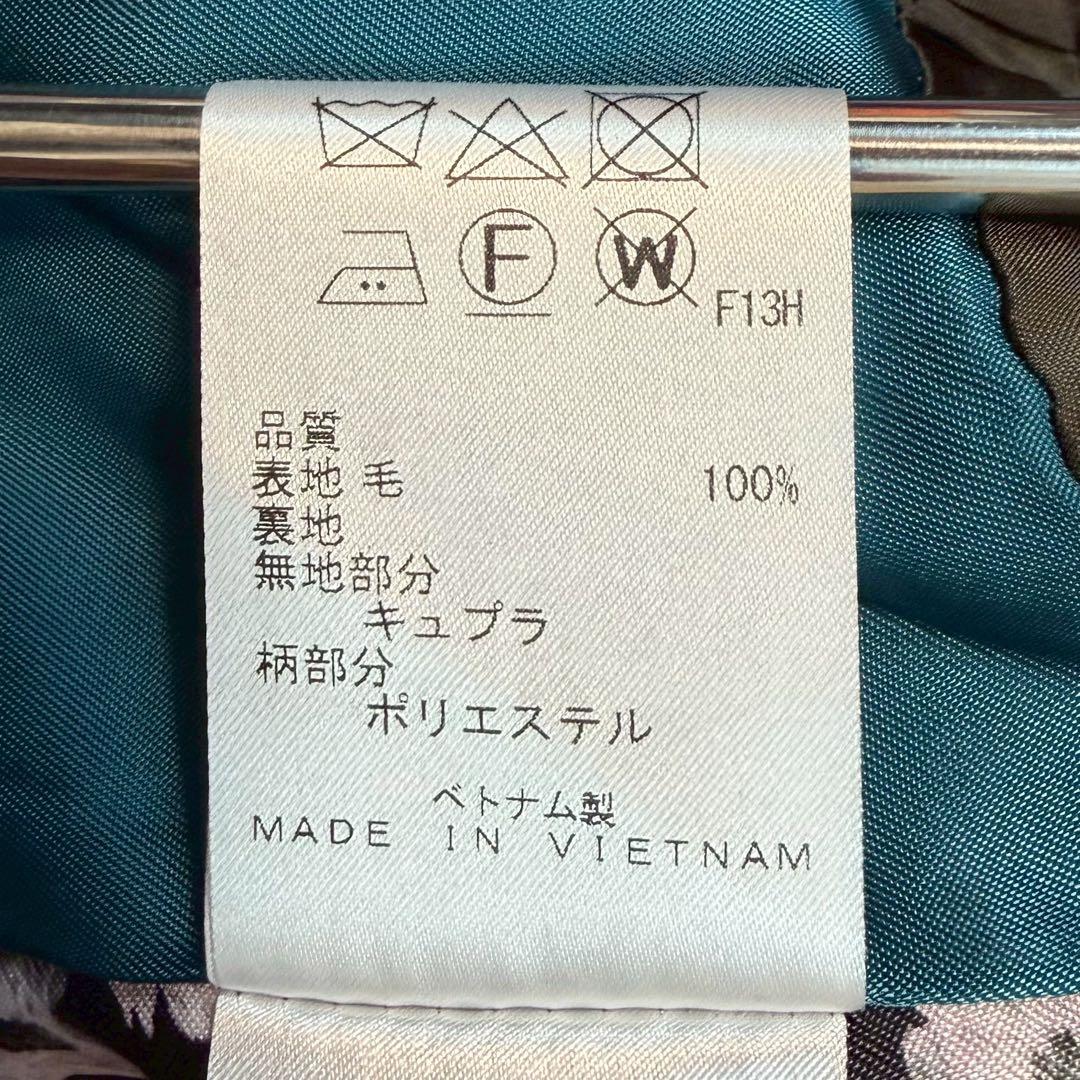 F W F13H
品質
表地 毛 100%
裏地
無地部分
キュプラ
柄部分
ポリエステル
ベトナム製
MADE IN VIETNAM